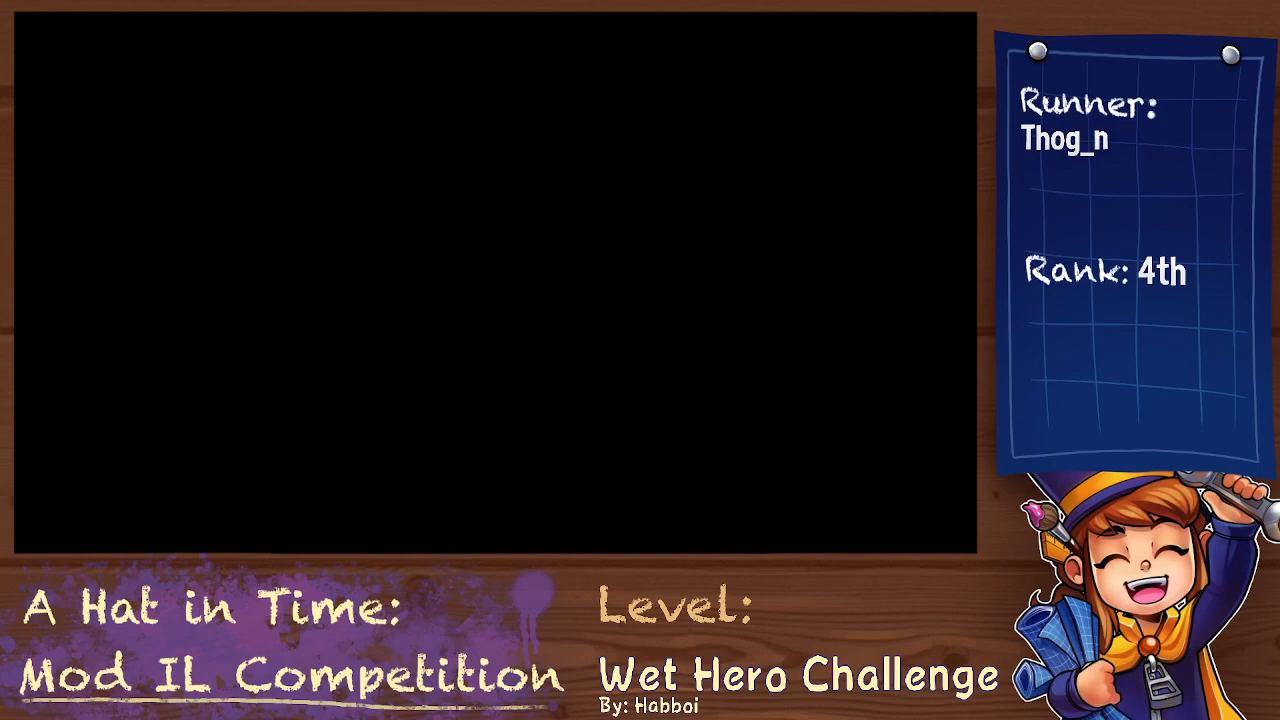 Runner:
Thog_n
Rank: 4th
A Hat in Time:
Mod IL Competition
Level:
Wet Hero Challenge
By: Habboi